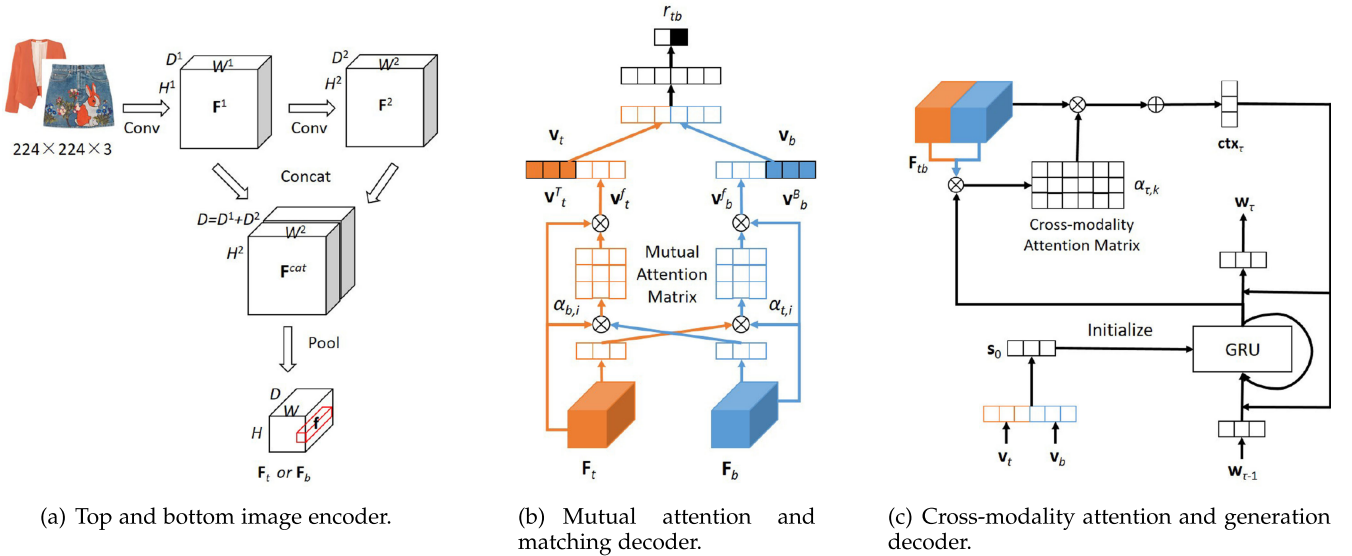 224×224×3
Conv
D¹
W¹
H¹
F¹
Conv
D²
W²
H²
F²
Concat
D=D¹+D²
W²
H²
F^cat
Pool
D
W
H
f
F_t or F_b
(a) Top and bottom image encoder.
r_tb
v_t
v_b
v^T_t
v^f_t
v^f_b
v^B_b
Mutual
Attention
Matrix
α_b,i
α_t,i
F_t
F_b
(b) Mutual attention and
matching decoder.
F_tb
ctx_τ
α_τ,k
Cross-modality
Attention Matrix
w_τ
Initialize
s_0
GRU
v_t
v_b
w_τ-1
(c) Cross-modality attention and generation
decoder.